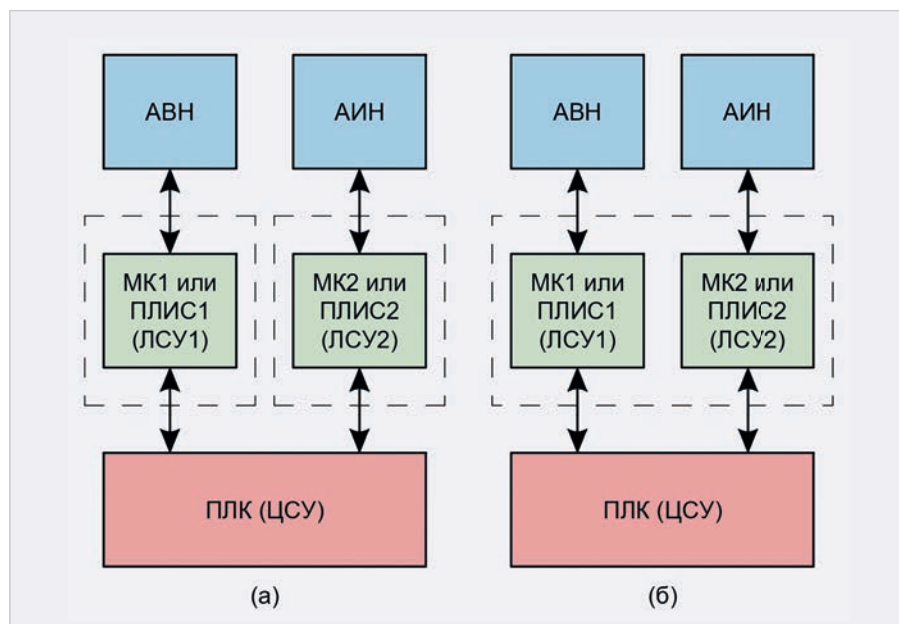 АВН
АИН
АВН
АИН
МК1 или
ПЛИС1
(ЛСУ1)
МК2 или
ПЛИС2
(ЛСУ2)
МК1 или
ПЛИС1
(ЛСУ1)
МК2 или
ПЛИС2
(ЛСУ2)
ПЛК (ЦСУ)
ПЛК (ЦСУ)
(а)
(б)